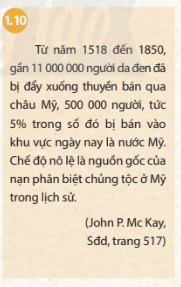 1.10
Từ năm 1518 đến 1850,
gần 11 000 000 người da đen đã
bị đẩy xuống thuyền bán qua
châu Mỹ, 500 000 người, tức
5% trong số đó bị bán vào
khu vực ngày nay là nước Mỹ.
Chế độ nô lệ là nguồn gốc của
nạn phân biệt chủng tộc ở Mỹ
trong lịch sử.
(John P. Mc Kay,
Sđd, trang 517)